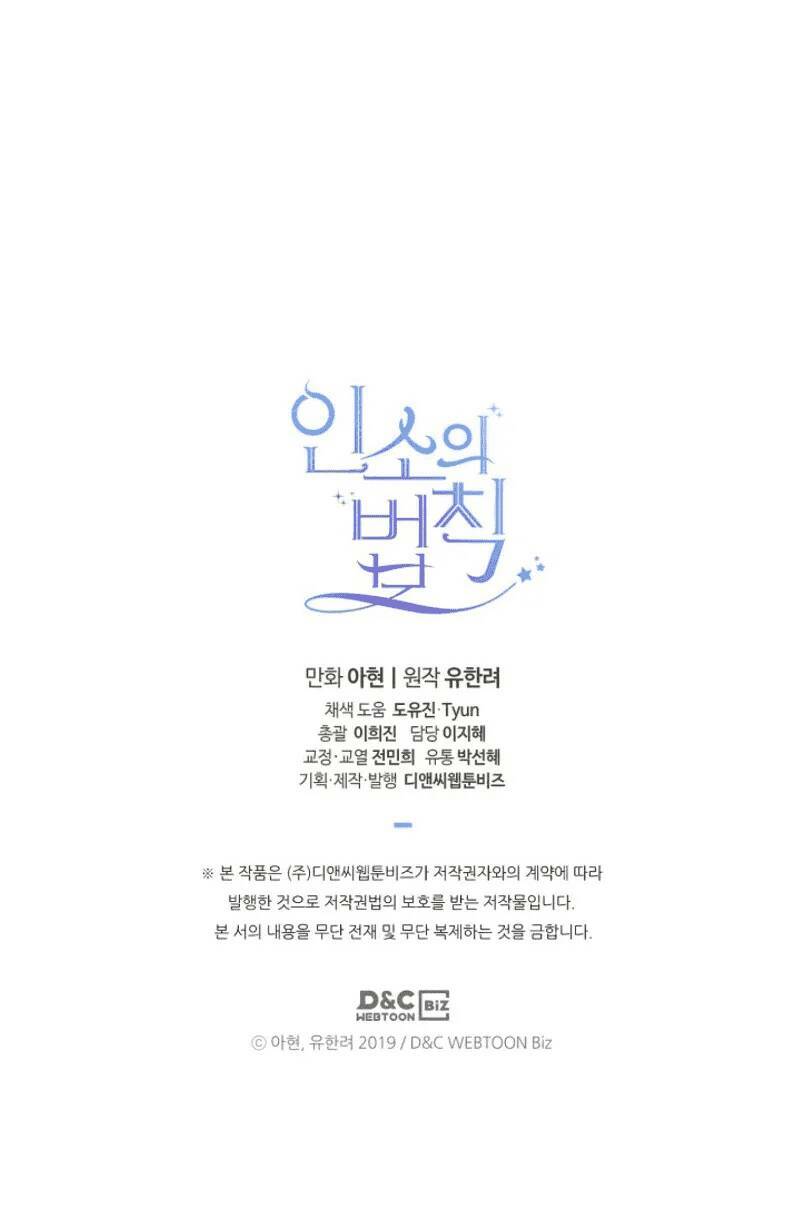 인소의
법칙
만화 아현 | 원작 유한려
채색 도움 도유진·Tyun
총괄 이희진 담당 이지혜
교정·교열 전민희 유통 박선혜
기획·제작·발행 디앤씨웹툰비즈
※ 본 작품은 (주)디앤씨웹툰비즈가 저작권자와의 계약에 따라
발행한 것으로 저작권법의 보호를 받는 저작물입니다.
본 서의 내용을 무단 전재 및 무단 복제하는 것을 금합니다.
D&C BiZ
WEBTOON
ⓒ 아현, 유한려 2019 / D&C WEBTOON Biz